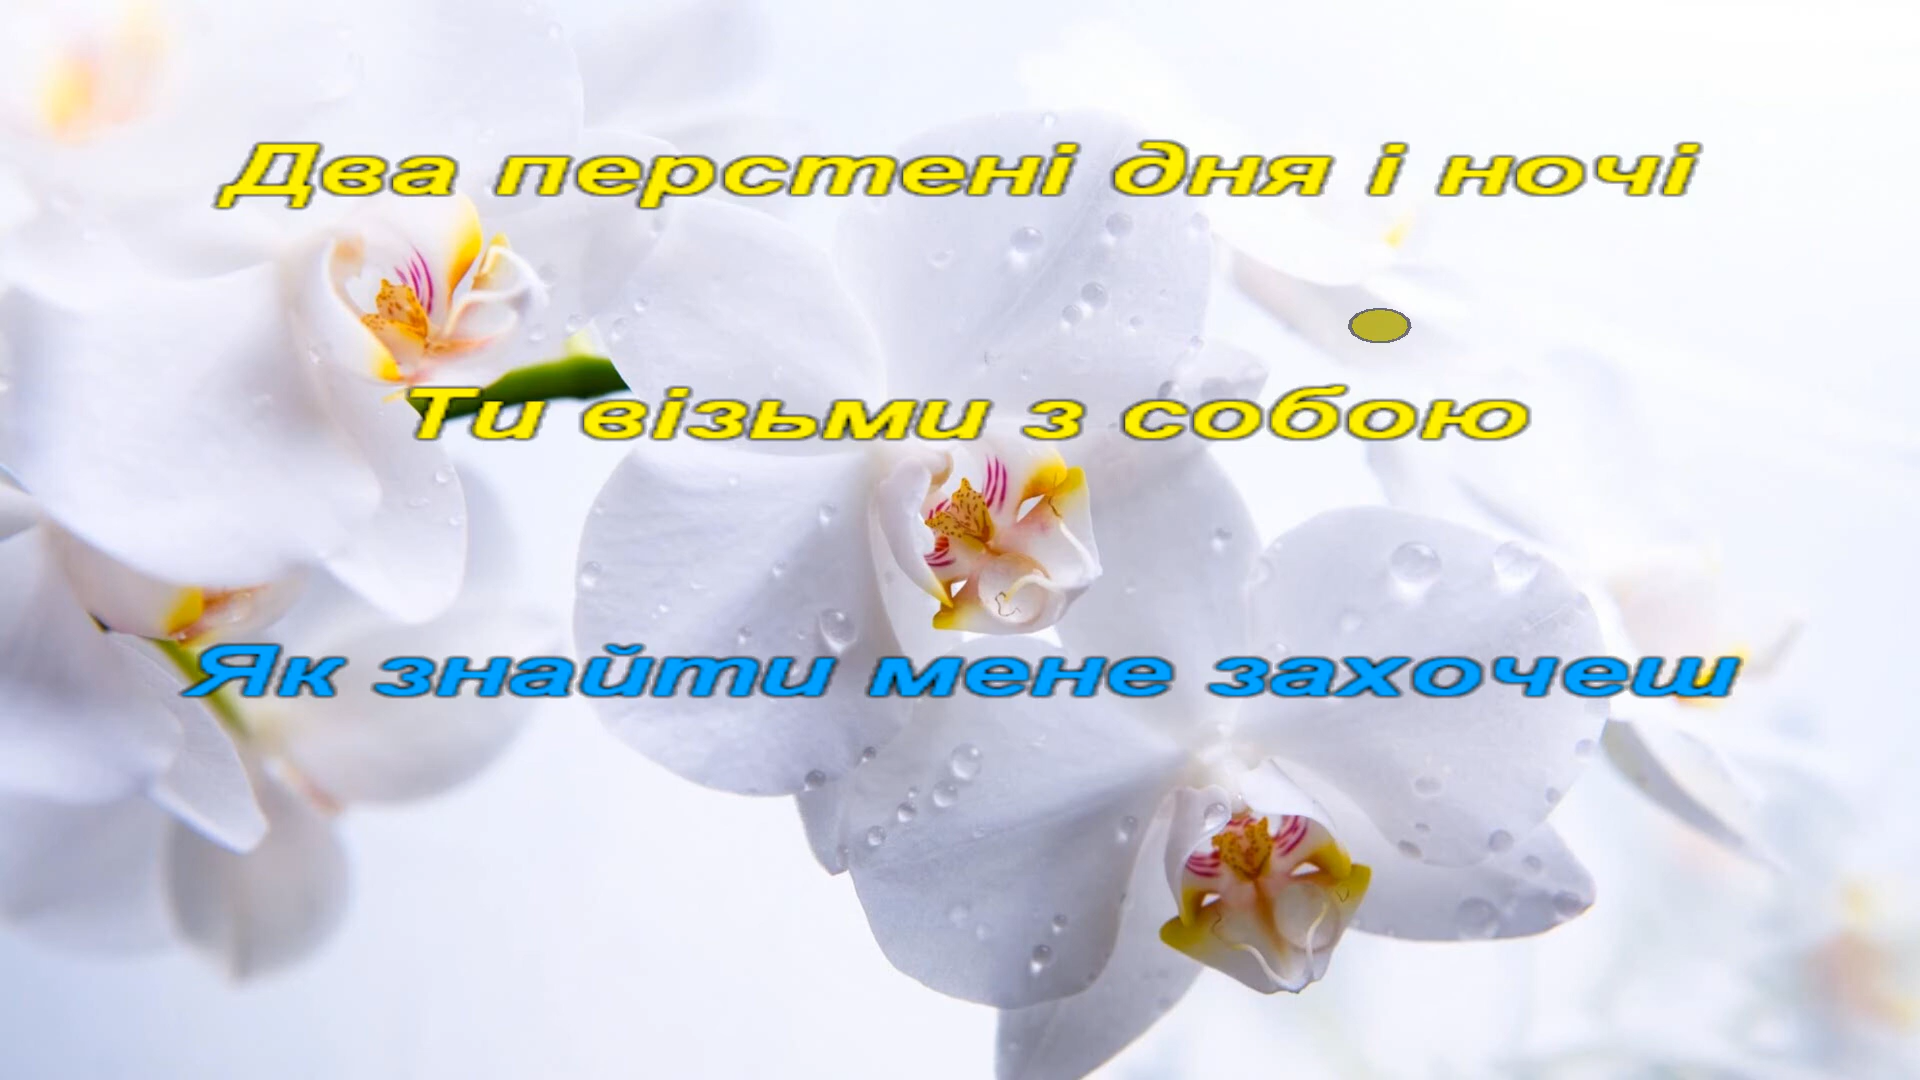 Два перстені дня і ночі
Ти візьми з собою
Як знайти мене захочеш